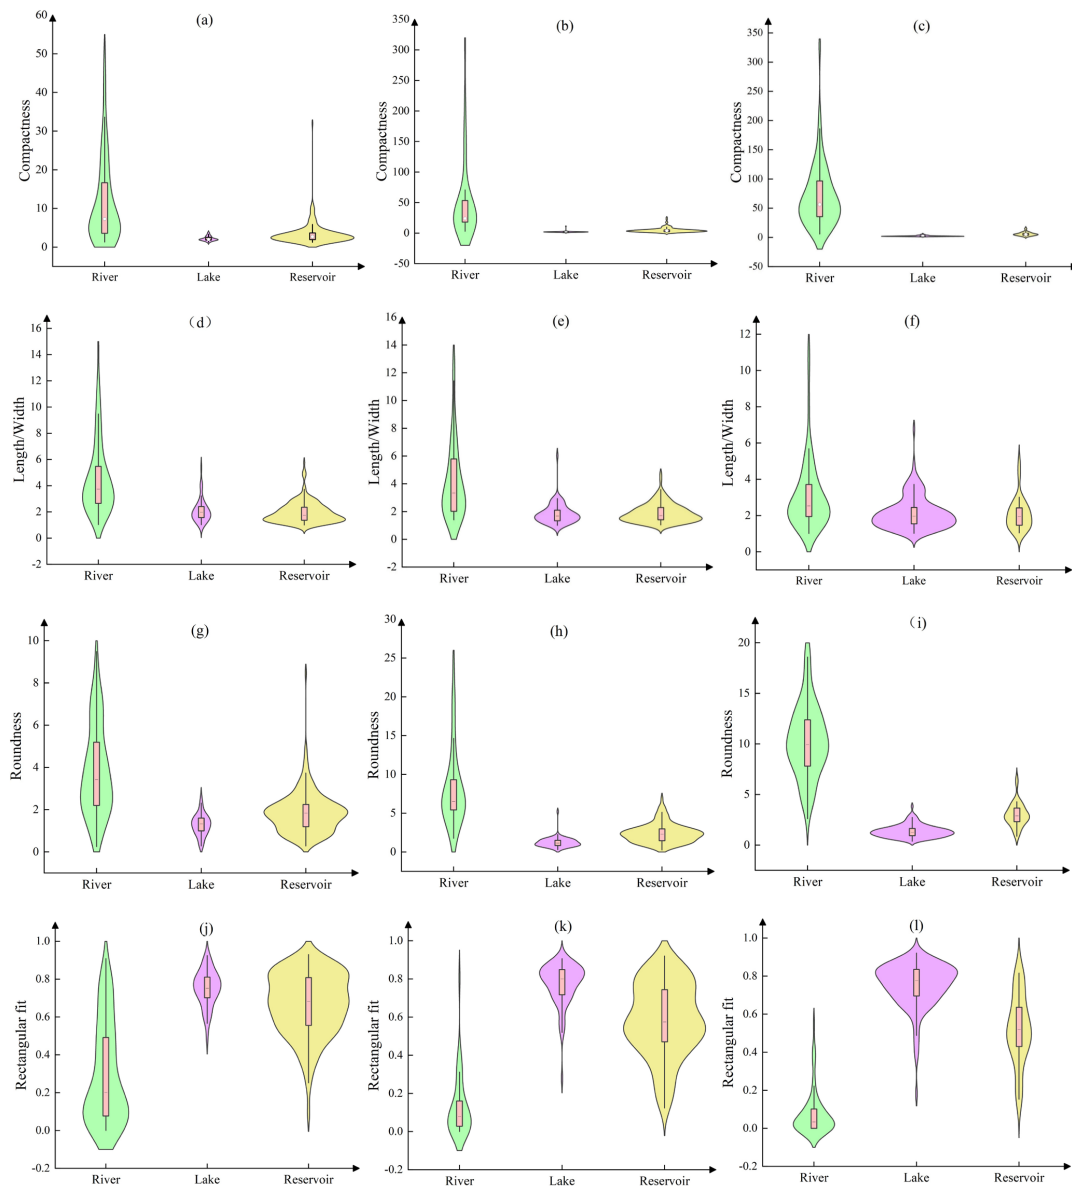 (a)
60
50
40
30
20
10
0
Compactness
River Lake Reservoir
(b)
350
300
250
200
150
100
50
0
-50
Compactness
River Lake Reservoir
(c)
350
300
250
200
150
100
50
0
-50
Compactness
River Lake Reservoir
（d）
16
14
12
10
8
6
4
2
0
-2
Length/Width
River Lake Reservoir
(e)
16
14
12
10
8
6
4
2
0
-2
Length/Width
River Lake Reservoir
(f)
12
10
8
6
4
2
0
Length/Width
River Lake Reservoir
(g)
10
8
6
4
2
0
Roundness
River Lake Reservoir
(h)
30
25
20
15
10
5
0
Roundness
River Lake Reservoir
（i)
20
15
10
5
0
Roundness
River Lake Reservoir
(j)
1.0
0.8
0.6
0.4
0.2
0.0
-0.2
Rectangular fit
River Lake Reservoir
(k)
1.0
0.8
0.6
0.4
0.2
0.0
-0.2
Rectangular fit
River Lake Reservoir
(l)
1.0
0.8
0.6
0.4
0.2
0.0
-0.2
Rectangular fit
River Lake Reservoir